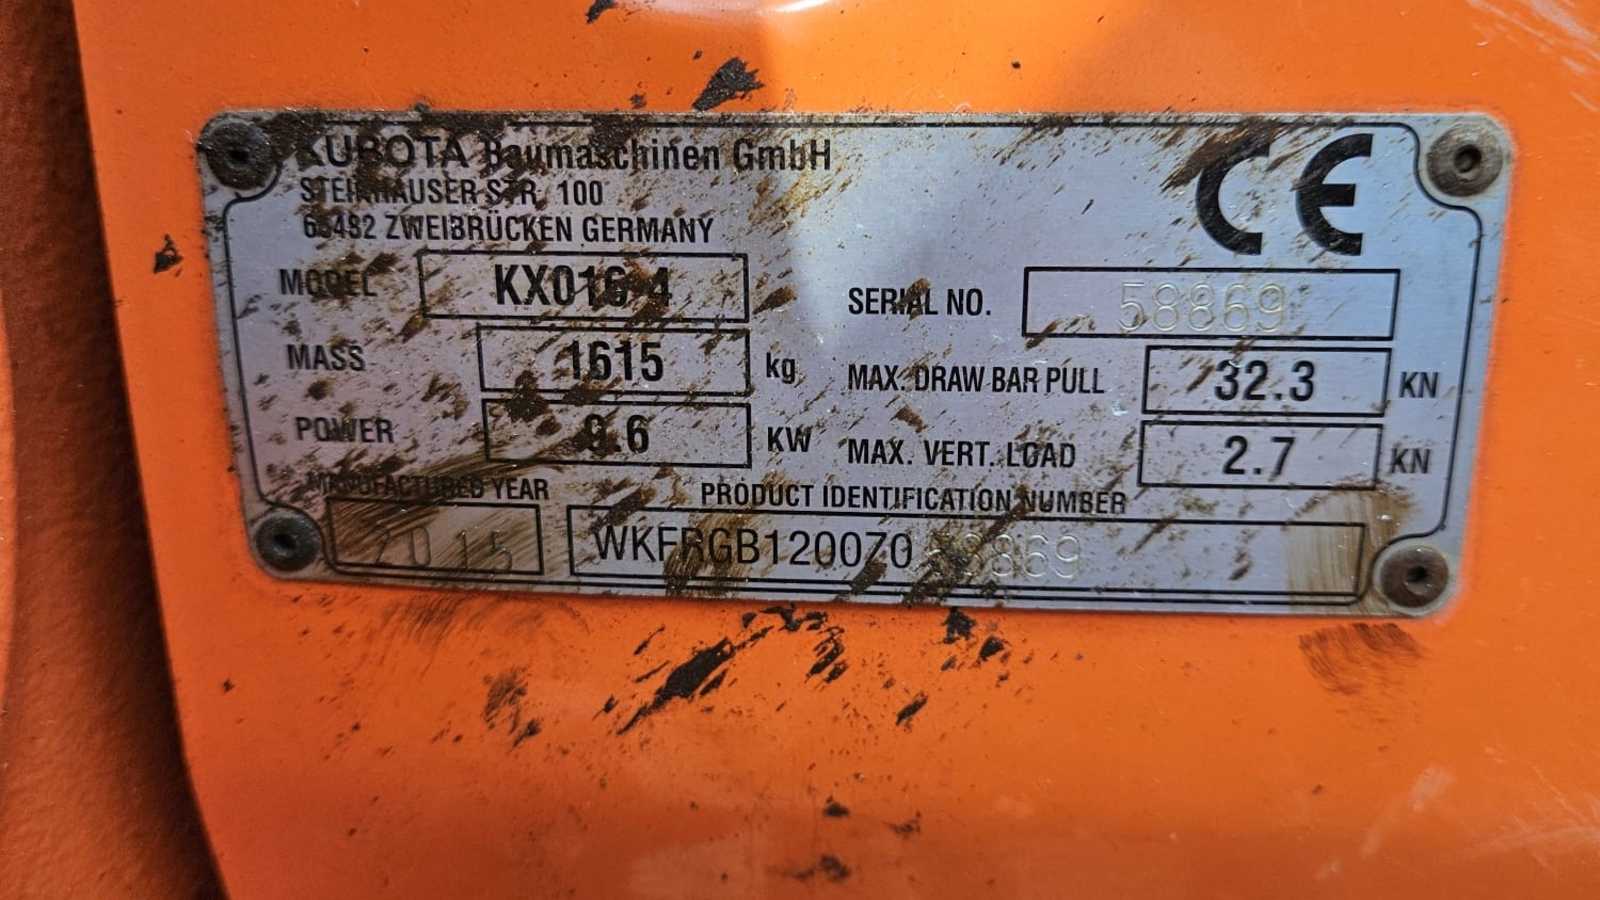 KUBOTA Baumaschinen GmbH
STEINHAUSER STR. 100
66482 ZWEIBRÜCKEN GERMANY
CE
MODEL KX016-4
SERIAL NO. 58869
MASS 1615 kg
MAX. DRAW BAR PULL 32.3 KN
POWER 9.6 KW
MAX. VERT. LOAD 2.7 KN
MANUFACTURED YEAR
PRODUCT IDENTIFICATION NUMBER
2015
WKFRGB12007058869